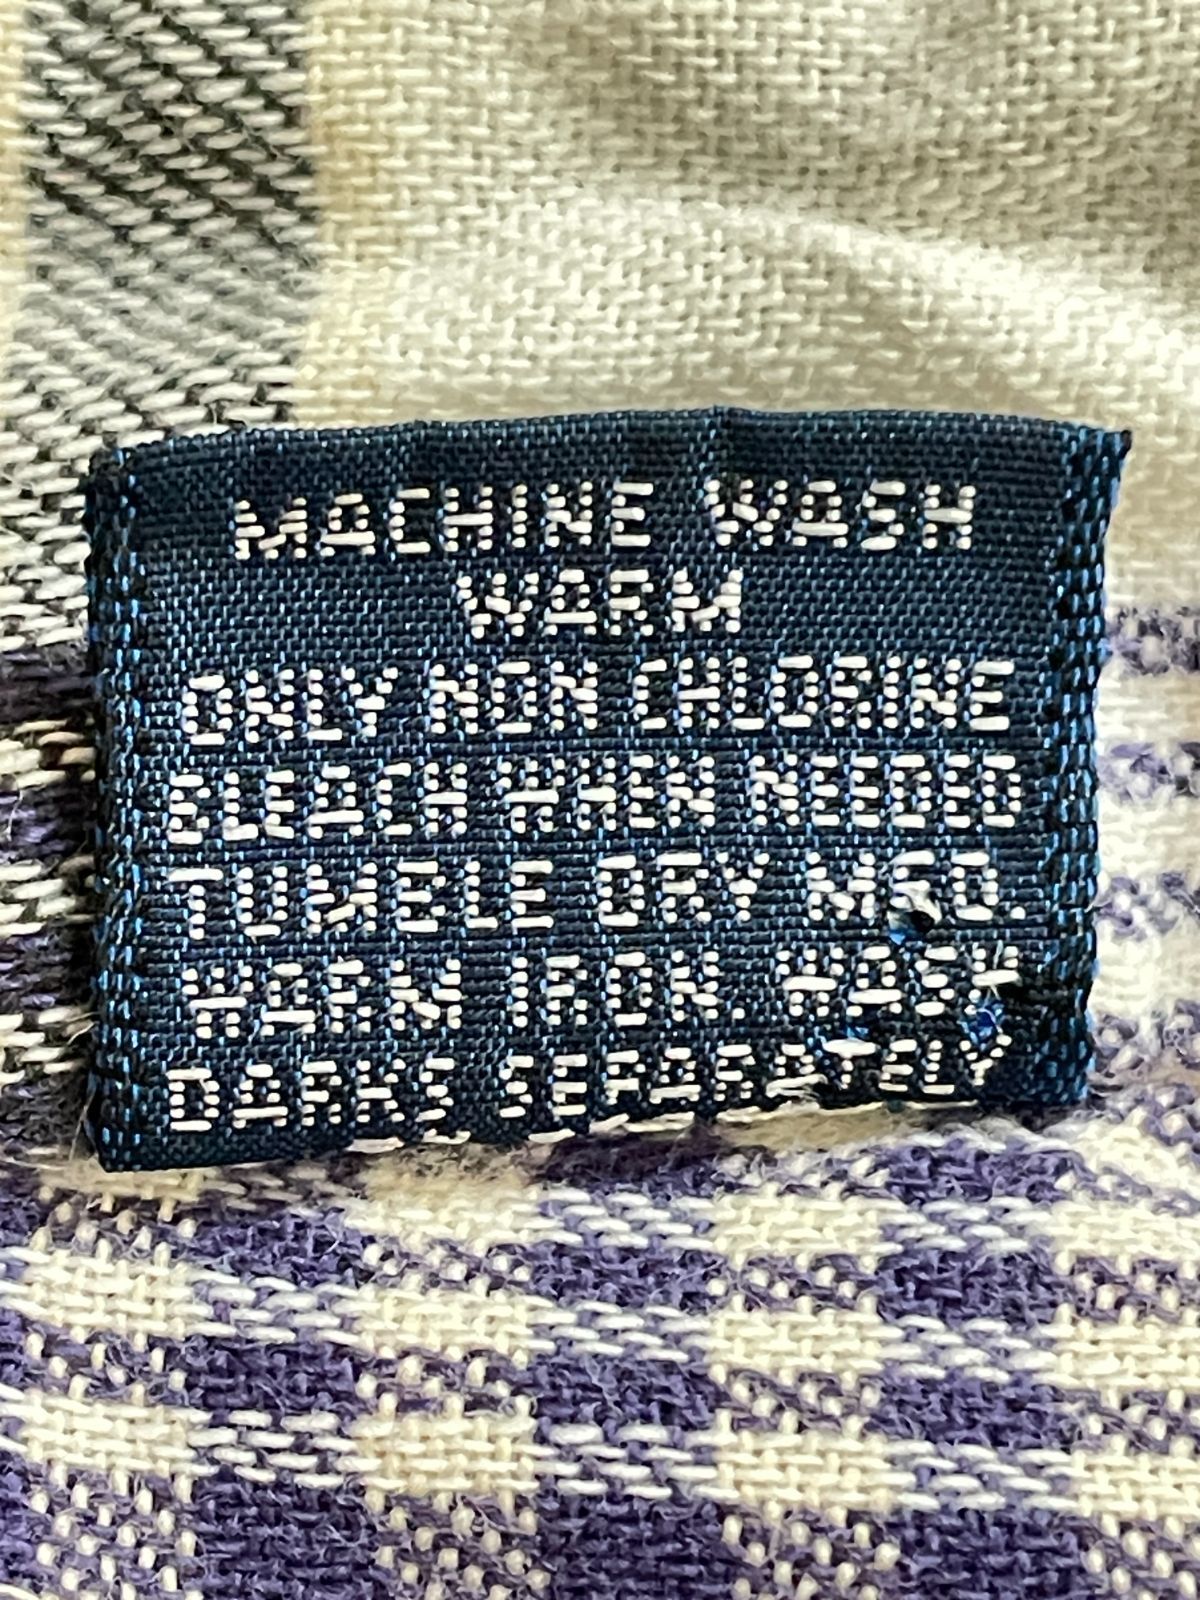 MACHINE WASH
WARM
ONLY NON CHLORINE
BLEACH WHEN NEEDED
TUMBLE DRY MED.
WARM IRON. WASH
DARKS SEPARATELY